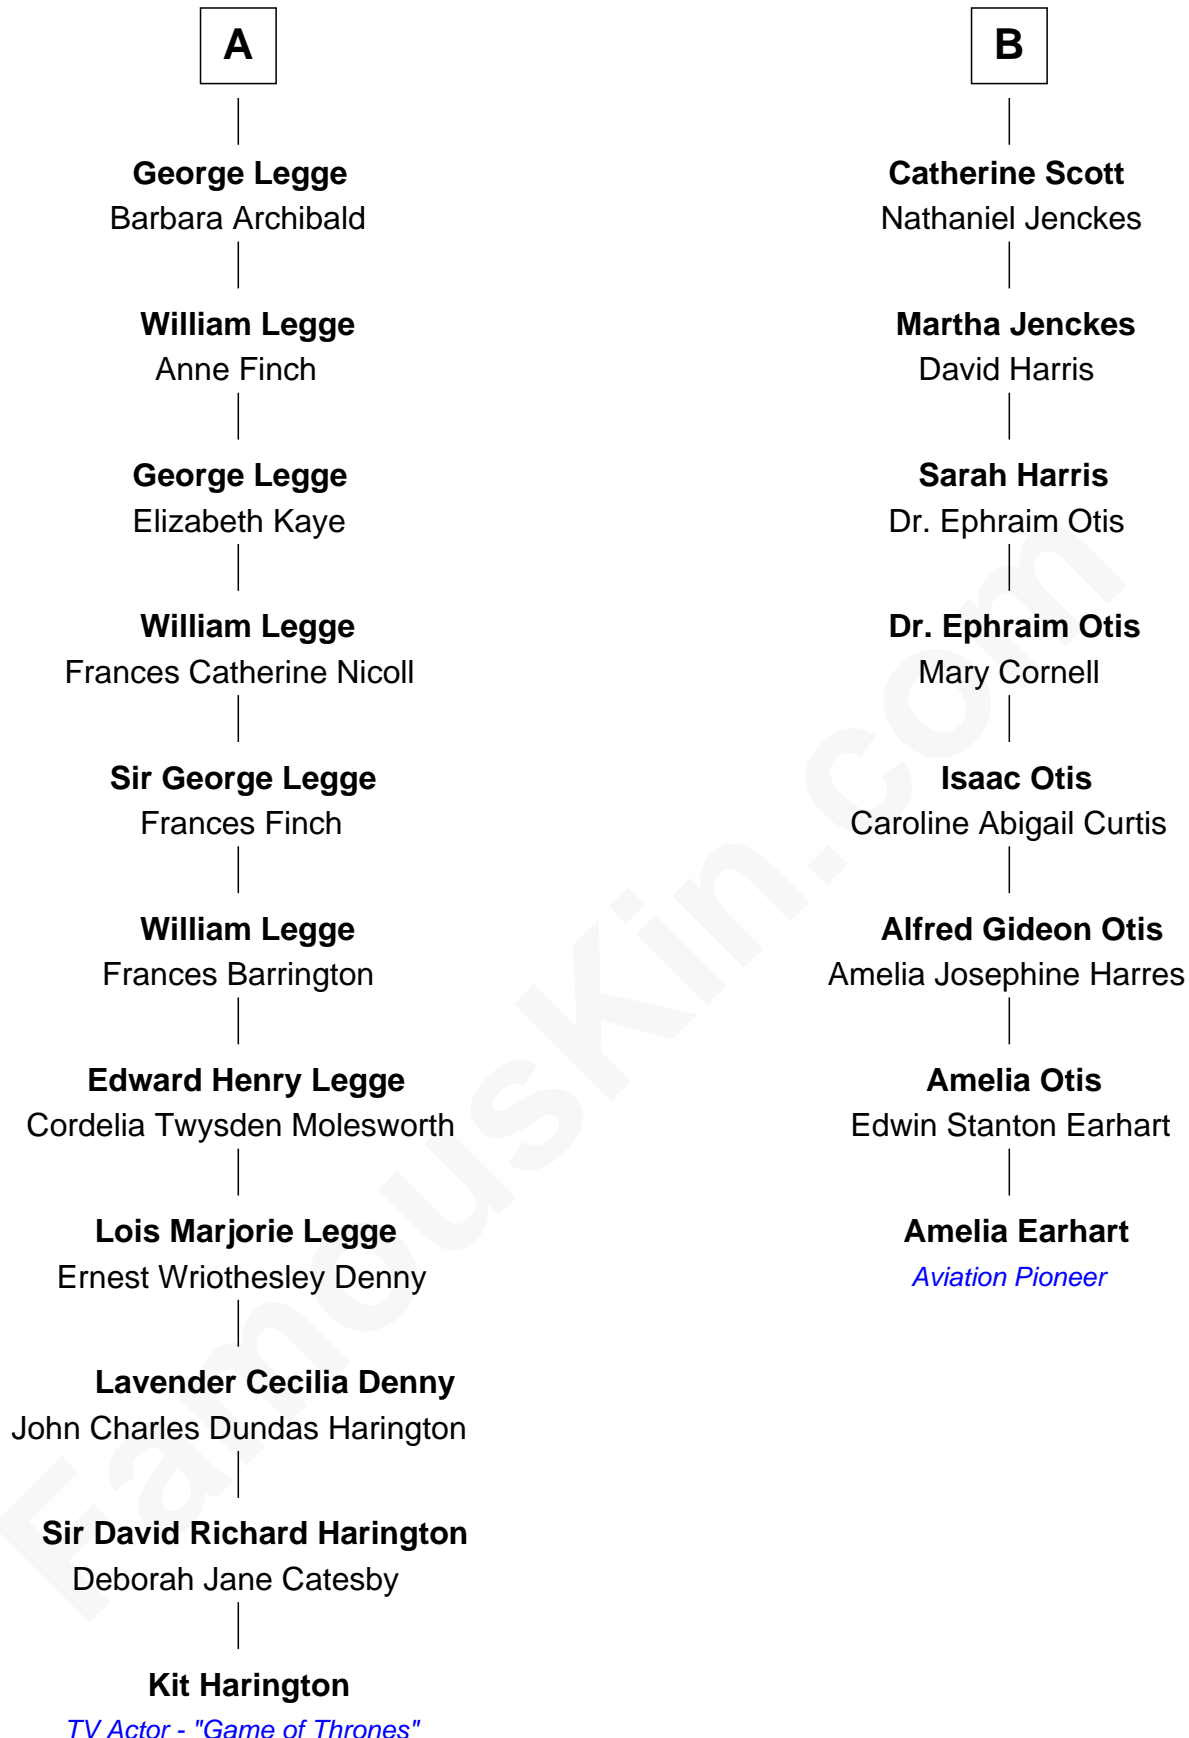 A
George Legge
Barbara Archibald
William Legge
Anne Finch
George Legge
Elizabeth Kaye
William Legge
Frances Catherine Nicoll
Sir George Legge
Frances Finch
William Legge
Frances Barrington
Edward Henry Legge
Cordelia Twysden Molesworth
Lois Marjorie Legge
Ernest Wriothesley Denny
Lavender Cecilia Denny
John Charles Dundas Harington
Sir David Richard Harington
Deborah Jane Catesby
Kit Harington
TV Actor - "Game of Thrones"
B
Catherine Scott
Nathaniel Jenckes
Martha Jenckes
David Harris
Sarah Harris
Dr. Ephraim Otis
Dr. Ephraim Otis
Mary Cornell
Isaac Otis
Caroline Abigail Curtis
Alfred Gideon Otis
Amelia Josephine Harres
Amelia Otis
Edwin Stanton Earhart
Amelia Earhart
Aviation Pioneer
FamousKin.com